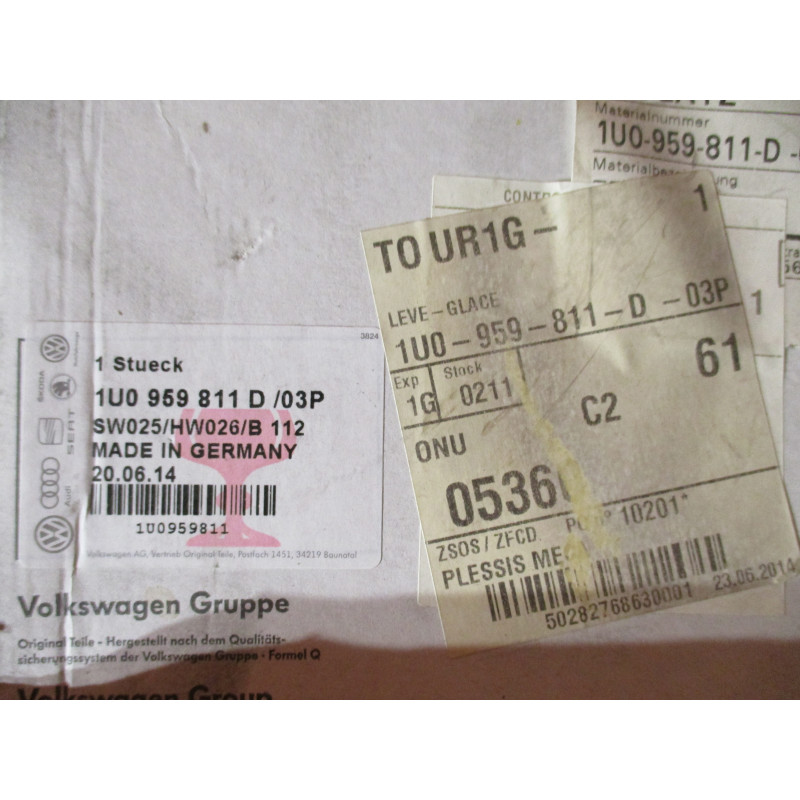 3824
1 Stueck
1U0 959 811 D /03P
SW025/HW026/B 112
MADE IN GERMANY
20.06.14
1U0959811
Volkswagen AG, Vertrieb Original Teile, Postfach 1451, 34219 Baunatal
SKODA
SEAT
Audi
Volkswagen Gruppe
Original Teile - Hergestellt nach dem Qualitäts-
sicherungssystem der Volkswagen Gruppe - Formel Q
Volkswagen Group
Materialnummer
1U0-959-811-D
TO UR1G- 1
LEVE-GLACE
1U0-959-811-D -03P
Exp Stock 61
1G 0211 C2
ONU
0536
ZSOS / ZFCD 10201*
PLESSIS
23.06.2014
50282768630001
1